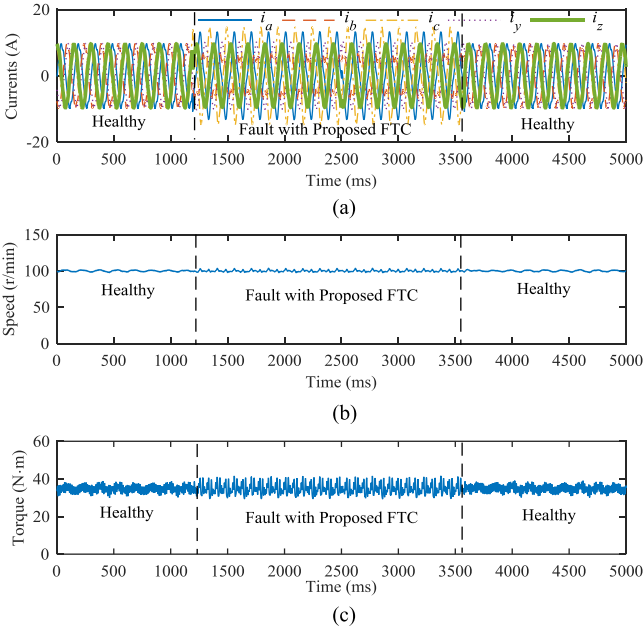 20
i_a i_b i_c i_y i_z
0
-20
Currents (A)
Healthy
Fault with Proposed FTC
Healthy
0 500 1000 1500 2000 2500 3000 3500 4000 4500 5000
Time (ms)
(a)
150
100
50
0
Speed (r/min)
Healthy
Fault with Proposed FTC
Healthy
0 500 1000 1500 2000 2500 3000 3500 4000 4500 5000
Time (ms)
(b)
60
40
20
0
Torque (N·m)
Healthy
Fault with Proposed FTC
Healthy
0 500 1000 1500 2000 2500 3000 3500 4000 4500 5000
Time (ms)
(c)